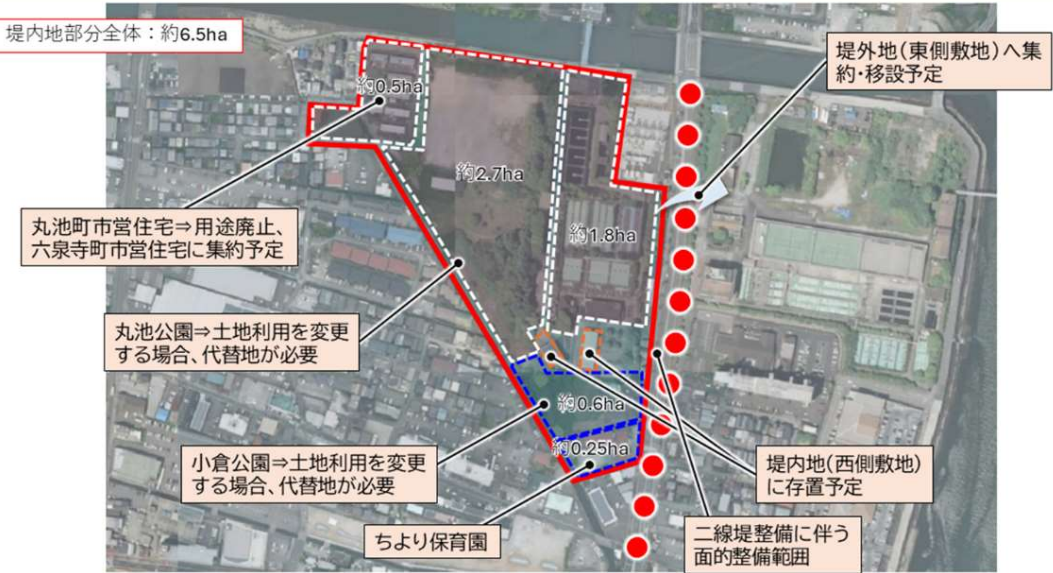 堤内地部分全体：約6.5ha
堤外地（東側敷地）へ集
約・移設予定
約0.5ha
約2.7ha
約1.8ha
丸池町市営住宅⇒用途廃止、
六泉寺町市営住宅に集約予定
丸池公園⇒土地利用を変更
する場合、代替地が必要
約0.6ha
約0.25ha
小倉公園⇒土地利用を変更
する場合、代替地が必要
堤内地（西側敷地）
に存置予定
ちより保育園
二線堤整備に伴う
面的整備範囲